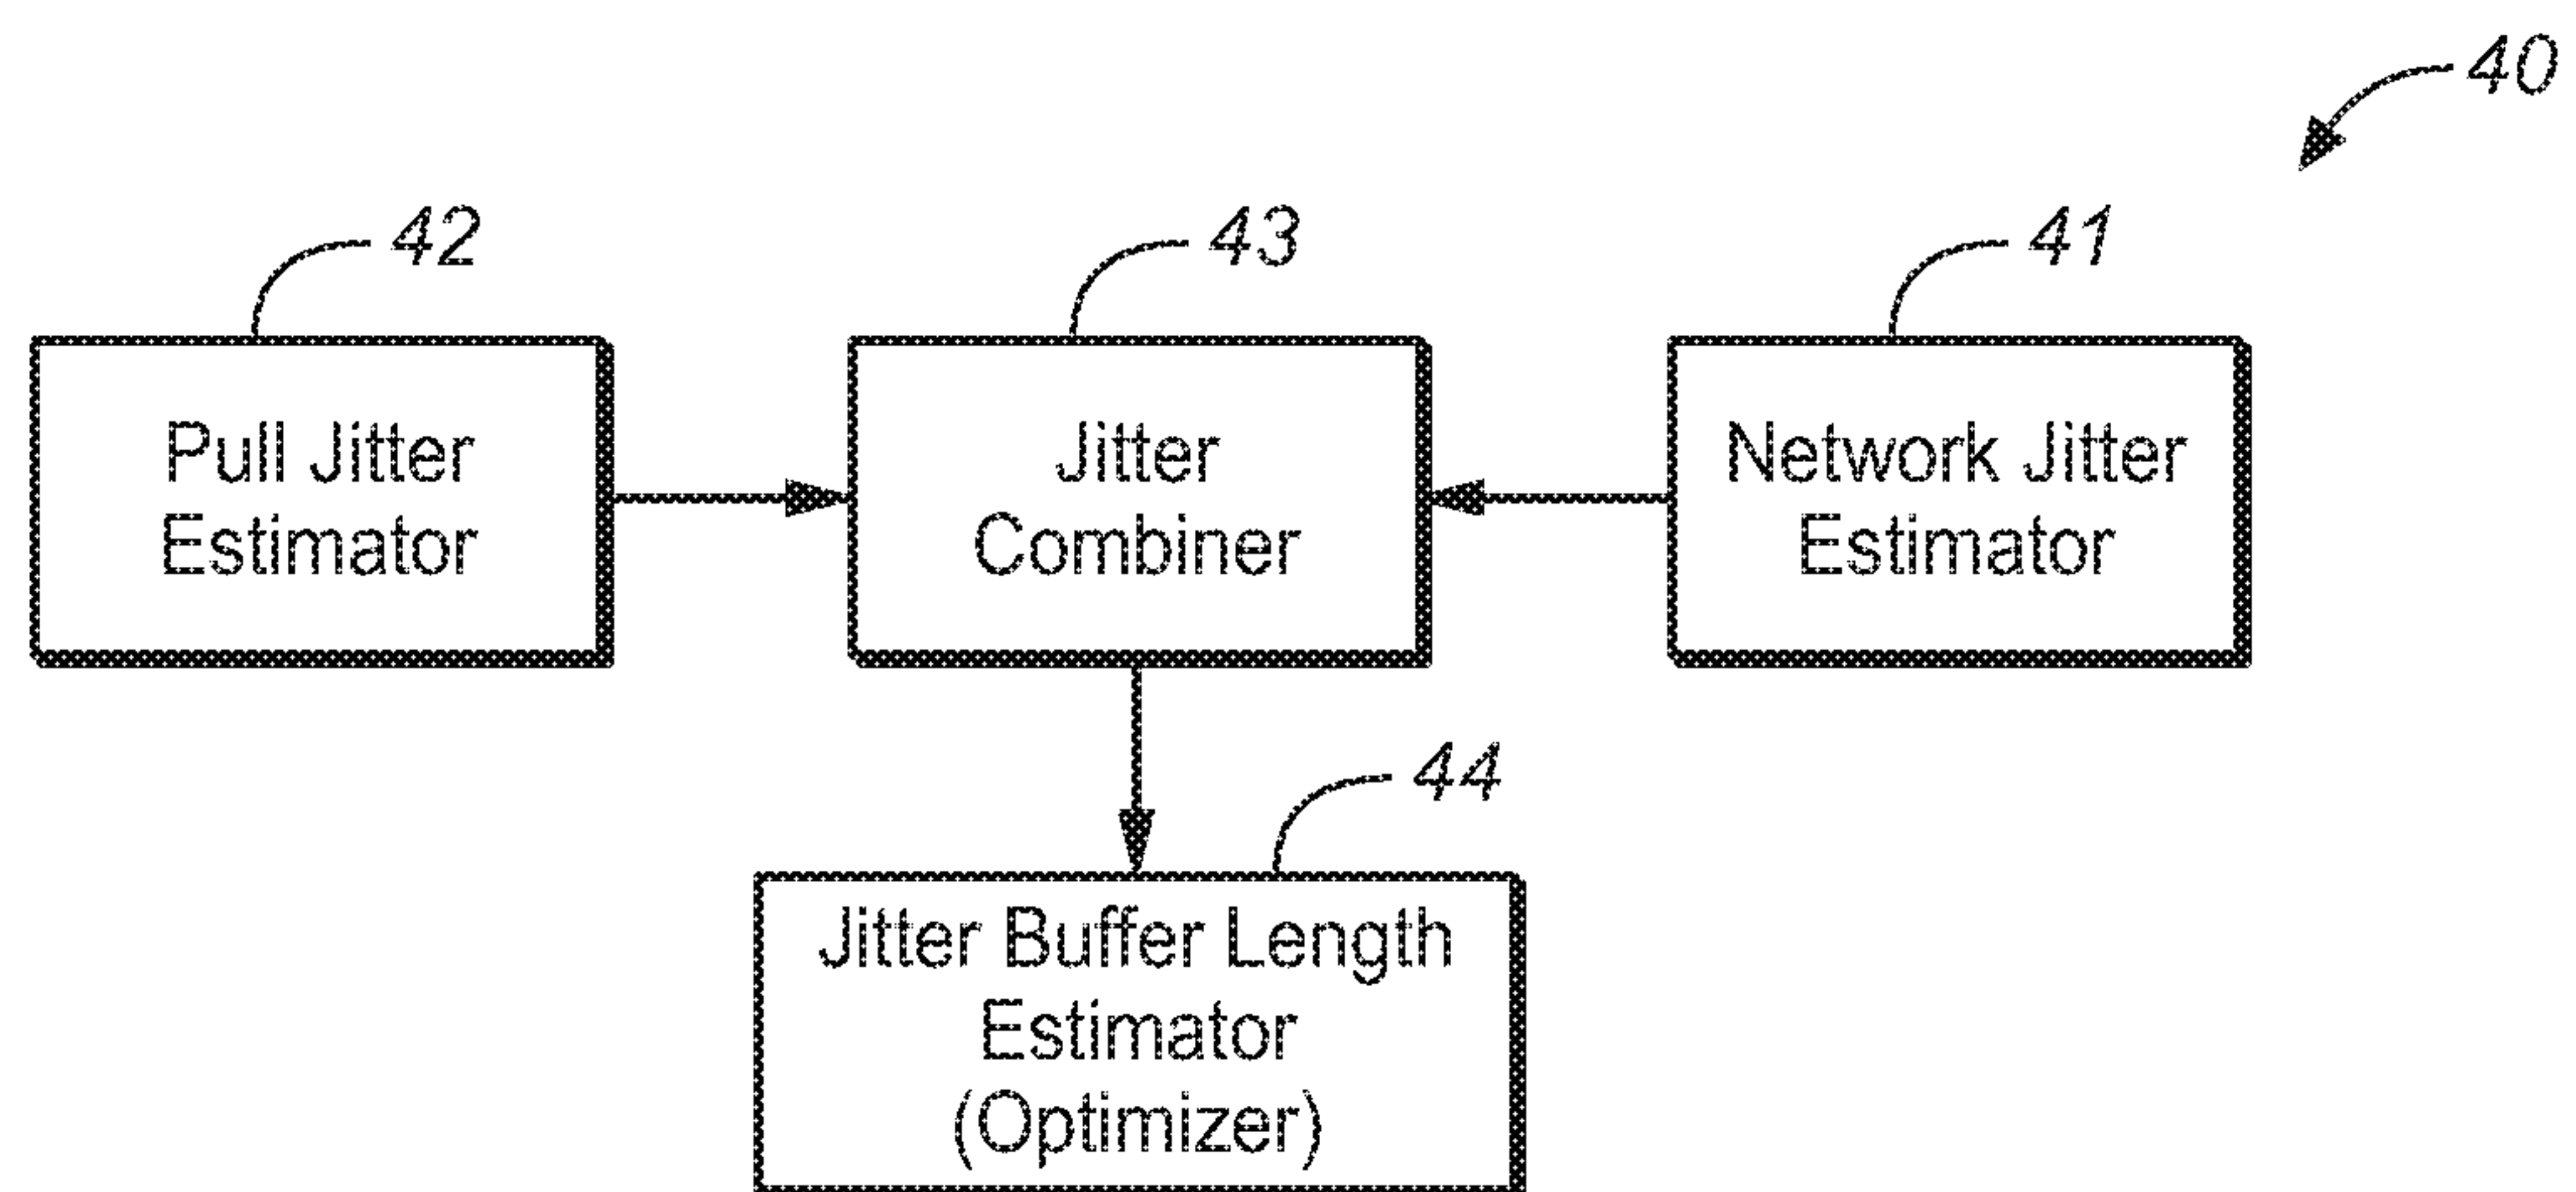 40
42
43
41
Pull Jitter
Estimator
Jitter
Combiner
Network Jitter
Estimator
44
Jitter Buffer Length
Estimator
(Optimizer)